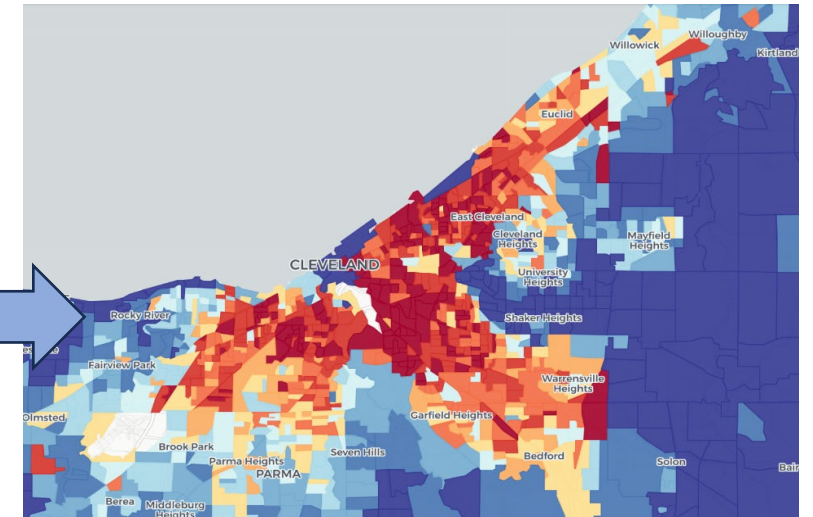 Willoughby
Willowick
Kirtland
Euclid
East Cleveland
Cleveland
Heights
Mayfield
Heights
CLEVELAND
University
Heights
Rocky River
Shaker Heights
Fairview Park
Warrensville
Heights
Olmsted
Garfield Heights
Brook Park
Seven Hills
Bedford
Parma Heights
Solon
PARMA
Bain
Berea
Middleburg
Heights